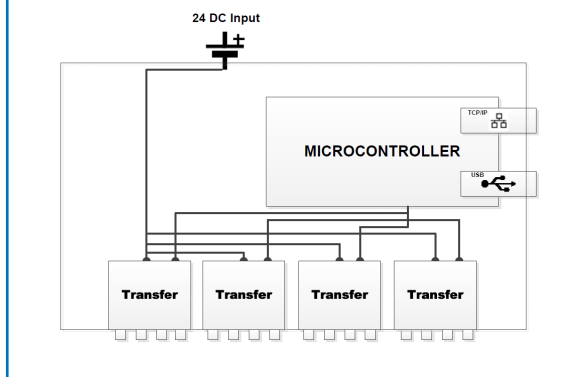 24 DC Input
TCP/IP
MICROCONTROLLER
USB
Transfer Transfer Transfer Transfer